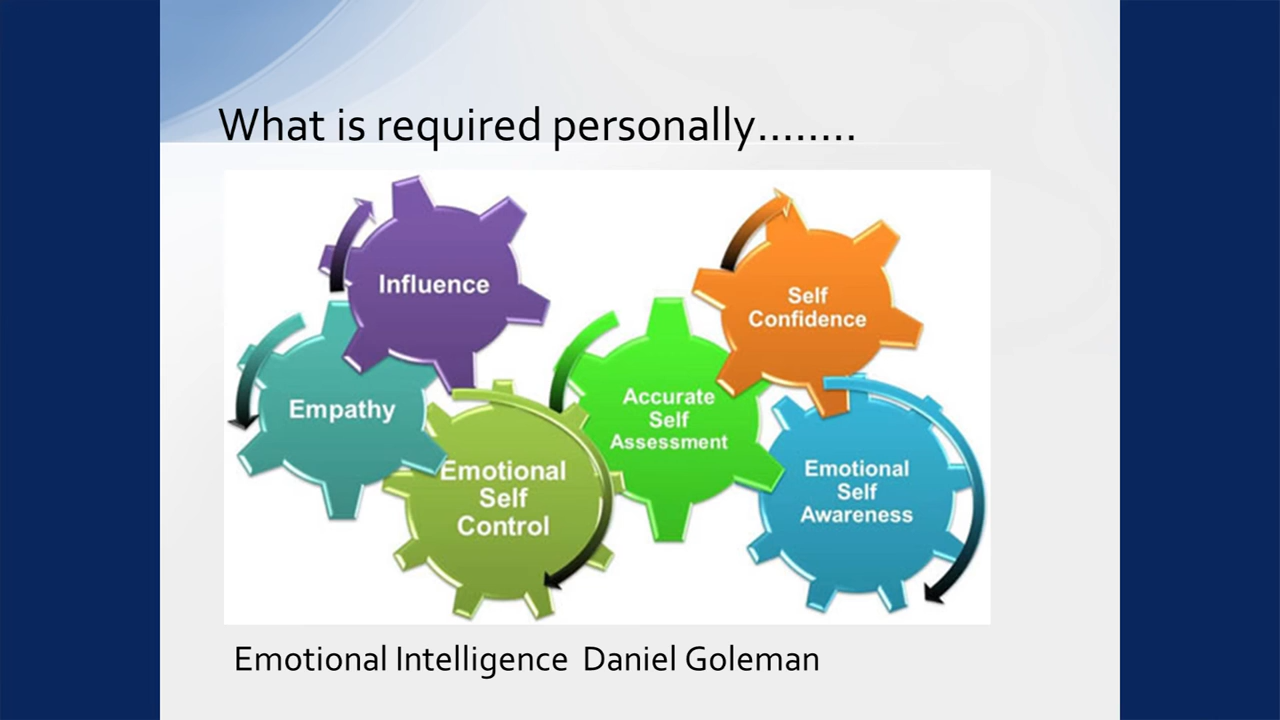 What is required personally........
Influence
Self
Confidence
Empathy
Accurate
Self
Assessment
Emotional
Self
Control
Emotional
Self
Awareness
Emotional Intelligence  Daniel Goleman